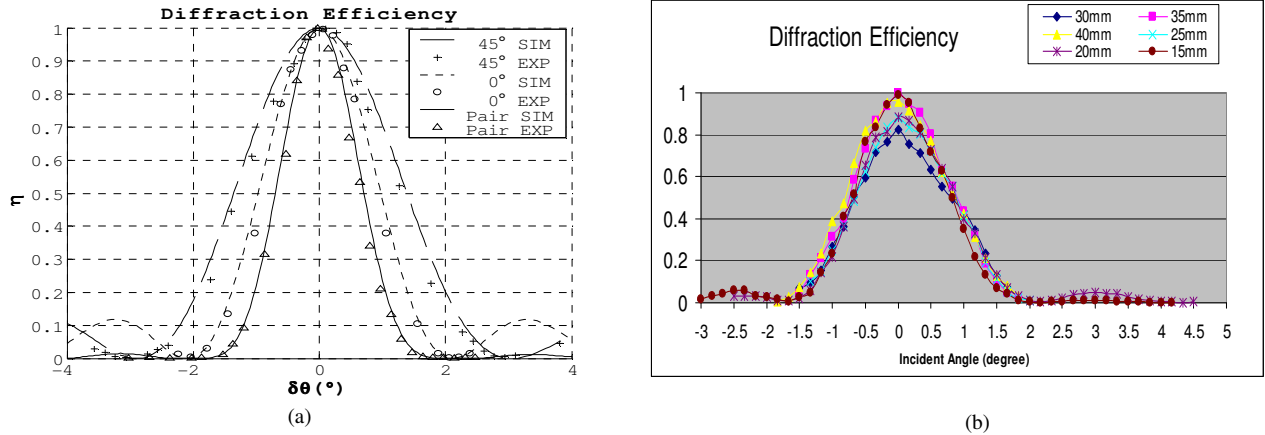 Diffraction Efficiency
45° SIM
45° EXP
0° SIM
0° EXP
Pair SIM
Pair EXP
1
0.9
0.8
0.7
0.6
0.5
0.4
0.3
0.2
0.1
0
η
−4
−2
0
2
4
δθ(°)
(a)
30mm
35mm
40mm
25mm
20mm
15mm
Diffraction Efficiency
1
0.8
0.6
0.4
0.2
0
-3 -2.5 -2 -1.5 -1 -0.5 0 0.5 1 1.5 2 2.5 3 3.5 4 4.5 5
Incident Angle (degree)
(b)